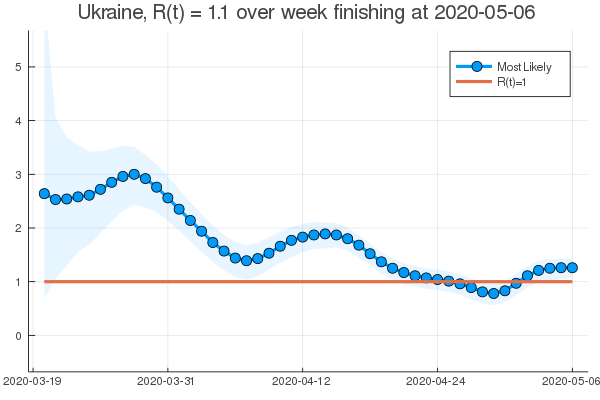 Ukraine, R(t) = 1.1 over week finishing at 2020-05-06
Most Likely
R(t)=1
5
4
3
2
1
0
2020-03-19 2020-03-31 2020-04-12 2020-04-24 2020-05-06